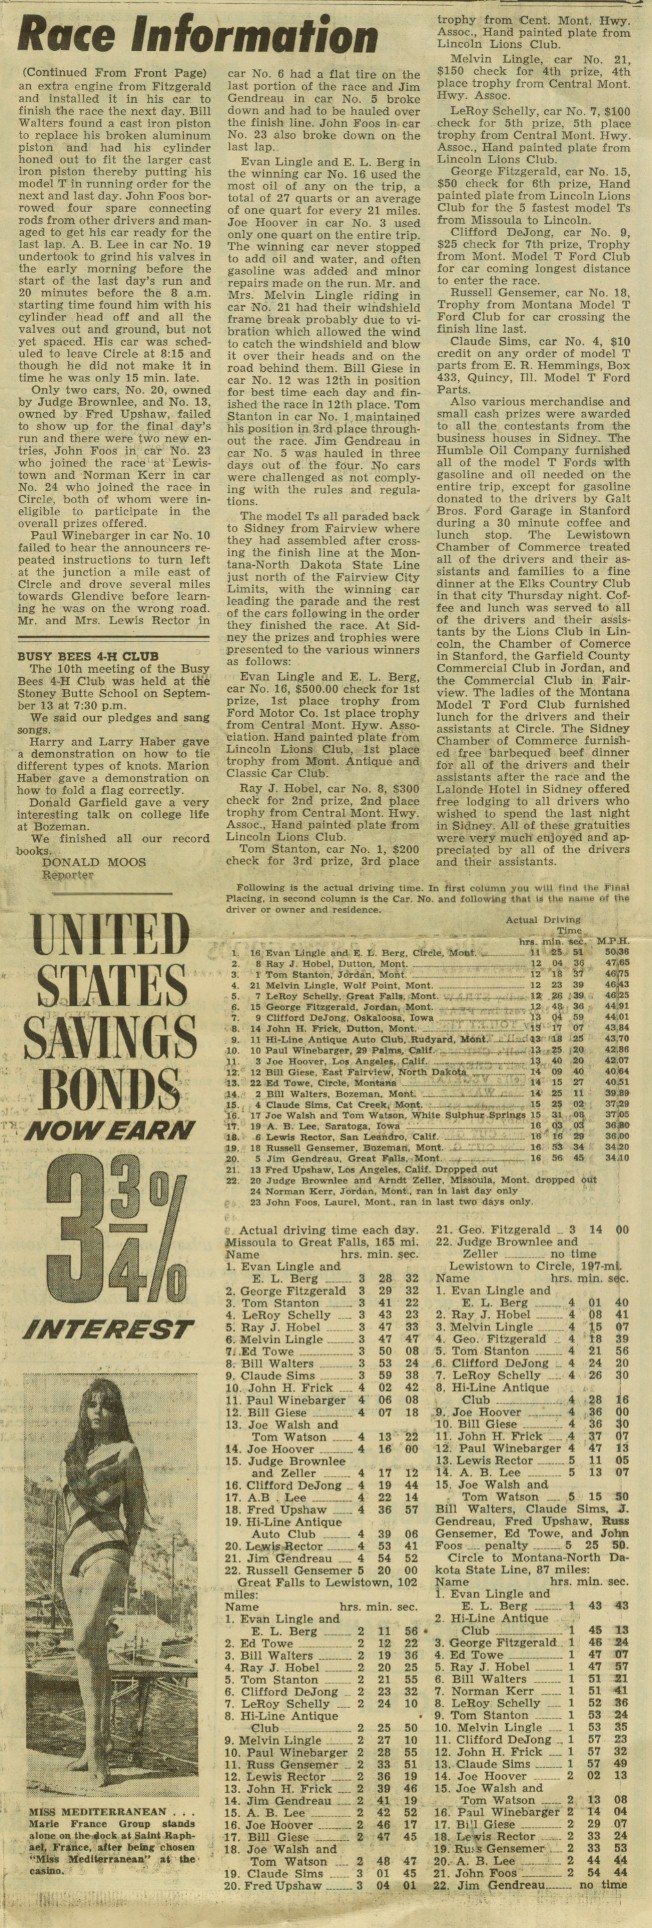 Race Information
(Continued From Front Page)
an extra engine from Fitzgerald
and installed it in his car to
finish the race the next day. Bill
Walters found a cast iron piston
to replace his broken aluminum
piston and had his cylinder
honed out to fit the larger cast
iron piston thereby putting his
model T in running order for the
next and last day. John Foos bor-
rowed four spare connecting
rods from other drivers and man-
aged to get his car ready for the
last lap. A. B. Lee in car No. 19
undertook to grind his valves in
the early morning before the
start of the last day's run and
20 minutes before the 8 a.m.
starting time found him with his
cylinder head off and all the
valves out and ground, but not
yet spaced. His car was sched-
uled to leave Circle at 8:15 and
though he did not make it in
time he was only 15 min. late.
Only two cars, No. 20, owned
by Judge Brownlee, and No. 13,
owned by Fred Upshaw, failed
to show up for the final day's
run and there were two new en-
tries, John Foos in car No. 23
who joined the race at Lewis-
town and Norman Kerr in car
No. 24 who joined the race in
Circle, both of whom were in-
eligible to participate in the
overall prizes offered.
Paul Winebarger in car No. 10
failed to hear the announcers re-
peated instructions to turn left
at the junction a mile east of
Circle and drove several miles
towards Glendive before learn-
ing he was on the wrong road.
Mr. and Mrs. Lewis Rector in
BUSY BEES 4-H CLUB
The 10th meeting of the Busy
Bees 4-H Club was held at the
Stoney Butte School on Septem-
ber 13 at 7:30 p.m.
We said our pledges and sang
songs.
Harry and Larry Haber gave
a demonstration on how to tie
different types of knots. Marion
Haber gave a demonstration on
how to fold a flag correctly.
Donald Garfield gave a very
interesting talk on college life
at Bozeman.
We finished all our record
books.
DONALD MOOS
Reporter
UNITED
STATES
SAVINGS
BONDS
NOW EARN
3 3/4%
INTEREST
MISS MEDITERRANEAN . . .
Marie France Group stands
alone on the dock at Saint Raph-
ael, France, after being chosen
"Miss Mediterranean" at the
casino.
car No. 6 had a flat tire on the
last portion of the race and Jim
Gendreau in car No. 5 broke
down and had to be hauled over
the finish line. John Foos in car
No. 23 also broke down on the
last lap.
Evan Lingle and E. L. Berg in
the winning car No. 16 used the
most oil of any on the trip, a
total of 27 quarts or an average
of one quart for every 21 miles.
Joe Hoover in car No. 3 used
only one quart on the entire trip.
The winning car never stopped
to add oil and water, and often
gasoline was added and minor
repairs made on the run. Mr. and
Mrs. Melvin Lingle riding in
car No. 21 had their windshield
frame break probably due to vi-
bration which allowed the wind
to catch the windshield and blow
it over their heads and on the
road behind them. Bill Giese in
car No. 12 was 12th in position
for best time each day and fin-
ished the race in 12th place. Tom
Stanton in car No. 1 maintained
his position in 3rd place through-
out the race. Jim Gendreau in
car No. 5 was hauled in three
days out of the four. No cars
were challenged as not comply-
ing with the rules and regula-
tions.
The model Ts all paraded back
to Sidney from Fairview where
they had assembled after cross-
ing the finish line at the Mon-
tana-North Dakota State Line
just north of the Fairview City
Limits, with the winning car
leading the parade and the rest
of the cars following in the order
they finished the race. At Sid-
ney the prizes and trophies were
presented to the various winners
as follows:
Evan Lingle and E. L. Berg,
car No. 16, $500.00 check for 1st
prize, 1st place trophy from
Ford Motor Co. 1st place trophy
from Central Mont. Hyw. Asso-
ciation. Hand painted plate from
Lincoln Lions Club, 1st place
trophy from Mont. Antique and
Classic Car Club.
Ray J. Hobel, car No. 8, $300
check for 2nd prize, 2nd place
trophy from Central Mont. Hwy.
Assoc., Hand painted plate from
Lincoln Lions Club.
Tom Stanton, car No. 1, $200
check for 3rd prize, 3rd place
trophy from Cent. Mont. Hwy.
Assoc., Hand painted plate from
Lincoln Lions Club.
Melvin Lingle, car No. 21,
$150 check for 4th prize, 4th
place trophy from Central Mont.
Hwy. Assoc.
LeRoy Schelly, car No. 7, $100
check for 5th prize, 5th place
trophy from Central Mont. Hwy.
Assoc., Hand painted plate from
Lincoln Lions Club.
George Fitzgerald, car No. 15,
$50 check for 6th prize, Hand
painted plate from Lincoln Lions
Club for the 5 fastest model Ts
from Missoula to Lincoln.
Clifford DeJong, car No. 9,
$25 check for 7th prize, Trophy
from Mont. Model T Ford Club
for car coming longest distance
to enter the race.
Russell Gensemer, car No. 18,
Trophy from Montana Model T
Ford Club for car crossing the
finish line last.
Claude Sims, car No. 4, $10
credit on any order of model T
parts from E. R. Hemmings, Box
433, Quincy, Ill. Model T Ford
Parts.
Also various merchandise and
small cash prizes were awarded
to all the contestants from the
business houses in Sidney. The
Humble Oil Company furnished
all of the model T Fords with
gasoline and oil needed on the
entire trip, except for gasoline
donated to the drivers by Galt
Bros. Ford Garage in Stanford
during a 30 minute coffee and
lunch stop. The Lewistown
Chamber of Commerce treated
all of the drivers and their as-
sistants and families to a fine
dinner at the Elks Country Club
in that city Thursday night. Cof-
fee and lunch was served to all
of the drivers and their assis-
tants by the Lions Club in Lin-
coln, the Chamber of Comerce
in Stanford, the Garfield County
Commercial Club in Jordan, and
the Commercial Club in Fair-
view. The ladies of the Montana
Model T Ford Club furnished
lunch for the drivers and their
assistants at Circle. The Sidney
Chamber of Commerce furnish-
ed free barbequed beef dinner
for all of the drivers and their
assistants after the race and the
Lalonde Hotel in Sidney offered
free lodging to all drivers who
wished to spend the last night
in Sidney. All of these gratuities
were very much enjoyed and ap-
preciated by all of the drivers
and their assistants.
Following is the actual driving time. In first column you will find the Final
Placing, in second column is the Car. No. and following that is the name of the
driver or owner and residence.
Actual Driving
Time
hrs. min. sec. M.P.H.
1. 16 Evan Lingle and E. L. Berg, Circle, Mont. 11 25 51 50.36
2. 8 Ray J. Hobel, Dutton, Mont. 12 04 36 47.65
3. 1 Tom Stanton, Jordan, Mont. 12 18 37 46.75
4. 21 Melvin Lingle, Wolf Point, Mont. 12 23 39 46.43
5. 7 LeRoy Schelly, Great Falls, Mont. 12 26 39 46.25
6. 15 George Fitzgerald, Jordan, Mont. 12 48 36 44.91
7. 9 Clifford DeJong, Oskaloosa, Iowa 13 04 59 44.01
8. 14 John H. Frick, Dutton, Mont. 13 17 07 43.84
9. 11 Hi-Line Antique Auto Club, Rudyard, Mont. 13 18 25 43.70
10. 10 Paul Winebarger, 29 Palms, Calif. 13 25 20 42.86
11. 3 Joe Hoover, Los Angeles, Calif. 13 40 20 42.07
12. 12 Bill Giese, East Fairview, North Dakota 14 09 40 40.64
13. 22 Ed Towe, Circle, Montana 14 15 27 40.51
14. 2 Bill Walters, Bozeman, Mont. 14 25 11 39.89
15. 4 Claude Sims, Cat Creek, Mont. 15 25 02 37.29
16. 17 Joe Walsh and Tom Watson, White Sulphur Springs 15 31 08 37.05
17. 19 A. B. Lee, Saratoga, Iowa 16 03 03 36.80
18. 6 Lewis Rector, San Leandro, Calif. 16 16 29 36.00
19. 18 Russell Gensemer, Bozeman, Mont. 16 53 34 34.20
20. 5 Jim Gendreau, Great Falls, Mont. 16 56 45 34.10
21. 13 Fred Upshaw, Los Angeles, Calif. Dropped out
22. 20 Judge Brownlee and Arndt Zeller, Missoula, Mont. dropped out
24 Norman Kerr, Jordan, Mont., ran in last day only
23 John Foos, Laurel, Mont., ran in last two days only.
Actual driving time each day.
Missoula to Great Falls, 165 mi.
Name hrs. min. sec.
1. Evan Lingle and
E. L. Berg 3 28 32
2. George Fitzgerald 3 29 32
3. Tom Stanton 3 41 22
4. LeRoy Schelly 3 43 23
5. Ray J. Hobel 3 47 33
6. Melvin Lingle 3 47 47
7. Ed Towe 3 50 08
8. Bill Walters 3 53 24
9. Claude Sims 3 59 38
10. John H. Frick 4 02 42
11. Paul Winebarger 4 06 08
12. Bill Giese 4 07 18
13. Joe Walsh and
Tom Watson 4 13 22
14. Joe Hoover 4 16 00
15. Judge Brownlee
and Zeller 4 17 12
16. Clifford DeJong 4 19 44
17. A.B . Lee 4 22 14
18. Fred Upshaw 4 36 57
19. Hi-Line Antique
Auto Club 4 39 06
20. Lewis Rector 4 53 41
21. Jim Gendreau 4 54 52
22. Russell Gensemer 5 20 00
Great Falls to Lewistown, 102
miles:
Name hrs. min. sec.
1. Evan Lingle and
E. L. Berg 2 11 56
2. Ed Towe 2 12 22
3. Bill Walters 2 19 36
4. Ray J. Hobel 2 20 25
5. Tom Stanton 2 21 55
6. Clifford DeJong 2 23 32
7. LeRoy Schelly 2 24 10
8. Hi-Line Antique
Club 2 25 50
9. Melvin Lingle 2 27 10
10. Paul Winebarger 2 28 55
11. Russ Gensemer 2 33 51
12. Lewis Rector 2 36 19
13. John H. Frick 2 39 46
14. Jim Gendreau 2 41 19
15. A. B. Lee 2 42 52
16. Joe Hoover 2 46 17
17. Bill Giese 2 47 45
18. Joe Walsh and
Tom Watson 2 48 47
19. Claude Sims 3 01 45
20. Fred Upshaw 3 04 01
21. Geo. Fitzgerald 3 14 00
22. Judge Brownlee and
Zeller no time
Lewistown to Circle, 197-mi.
Name hrs. min. sec.
1. Evan Lingle and
E. L. Berg 4 01 40
2. Ray J. Hobel 4 08 41
3. Melvin Lingle 4 15 07
4. Geo. Fitzgerald 4 18 39
5. Tom Stanton 4 21 56
6. Clifford DeJong 4 24 20
7. LeRoy Schelly 4 26 30
8. Hi-Line Antique
Club 4 28 16
9. Joe Hoover 4 36 00
10. Bill Giese 4 36 30
11. John H. Frick 4 37 07
12. Paul Winebarger 4 47 13
13. Lewis Rector 5 11 05
14. A. B. Lee 5 13 07
15. Joe Walsh and
Tom Watson 5 15 50
Bill Walters, Claude Sims, J.
Gendreau, Fred Upshaw, Russ
Gensemer, Ed Towe, and John
Foos penalty 5 25 50.
Circle to Montana-North Da-
kota State Line, 87 miles:
Name hrs. min. sec.
1. Evan Lingle and
E. L. Berg 1 43 43
2. Hi-Line Antique
Club 1 45 13
3. George Fitzgerald 1 46 24
4. Ed Towe 1 47 07
5. Ray J. Hobel 1 47 57
6. Bill Walters 1 51 21
7. Norman Kerr 1 51 41
8. LeRoy Schelly 1 52 36
9. Tom Stanton 1 53 24
10. Melvin Lingle 1 53 35
11. Clifford DeJong 1 57 23
12. John H. Frick 1 57 32
13. Claude Sims 1 57 49
14. Joe Hoover 2 02 13
15. Joe Walsh and
Tom Watson 2 13 08
16. Paul Winebarger 2 14 04
17. Bill Giese 2 29 07
18. Lewis Rector 2 33 24
19. Russ Gensemer 2 33 53
20. A. B. Lee 2 44 44
21. John Foos 2 54 44
22. Jim Gendreau no time